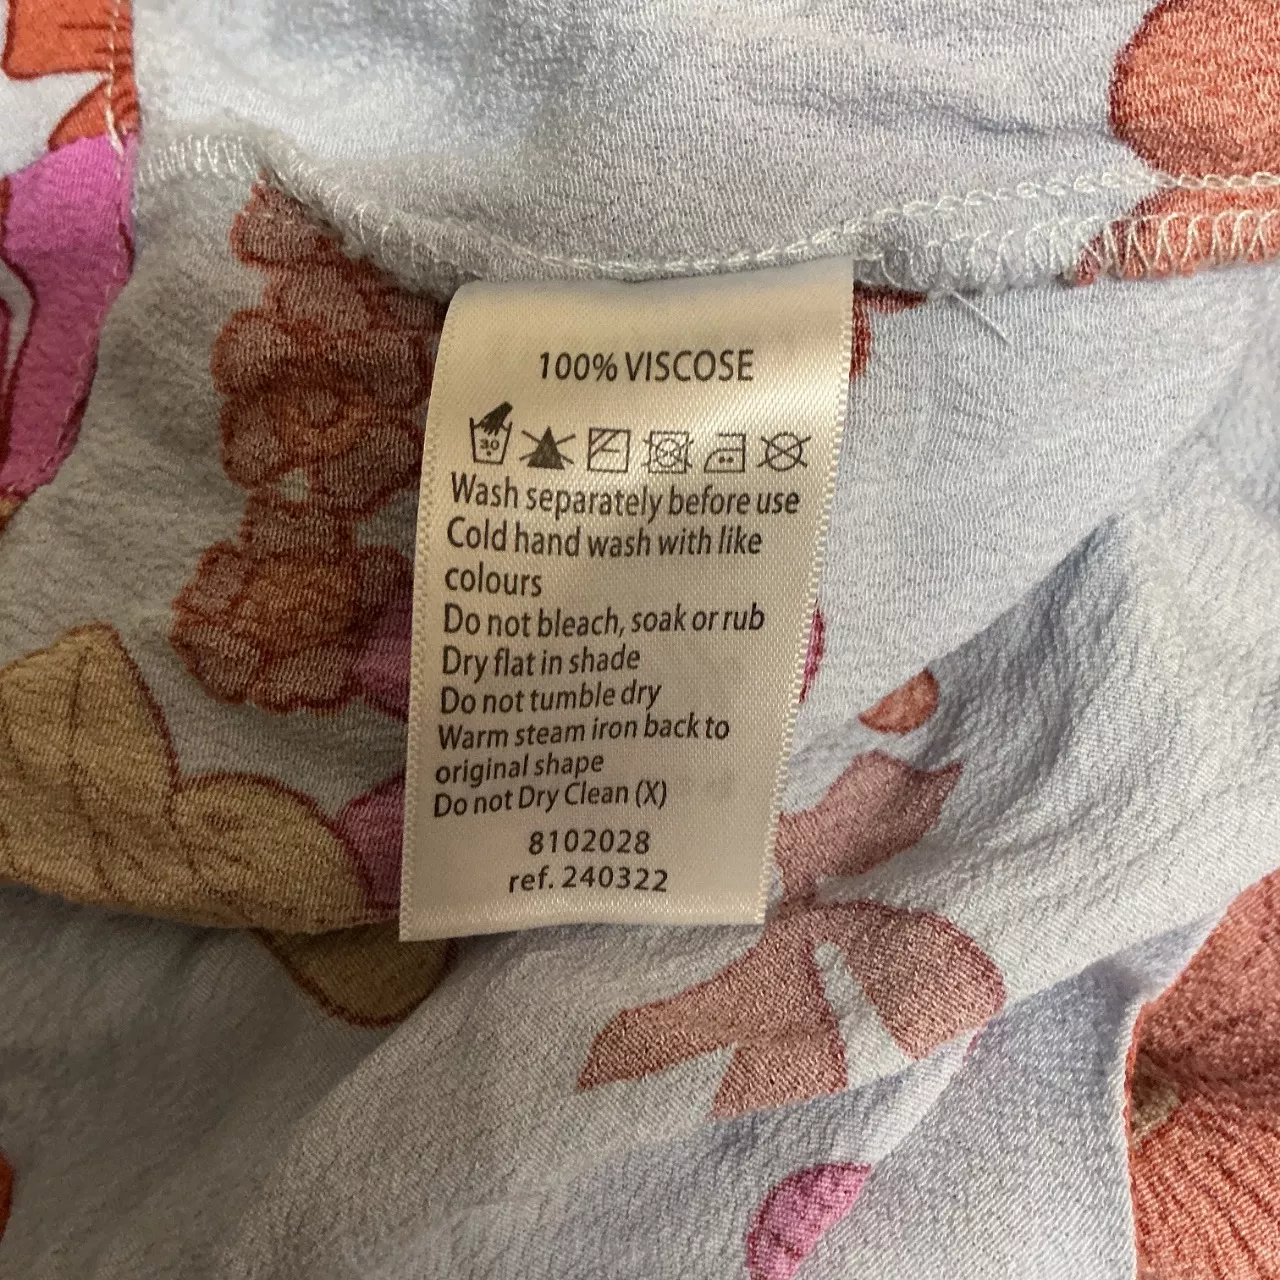 100% VISCOSE
30
Wash separately before use
Cold hand wash with like
colours
Do not bleach, soak or rub
Dry flat in shade
Do not tumble dry
Warm steam iron back to
original shape
Do not Dry Clean (X)
8102028
ref. 240322